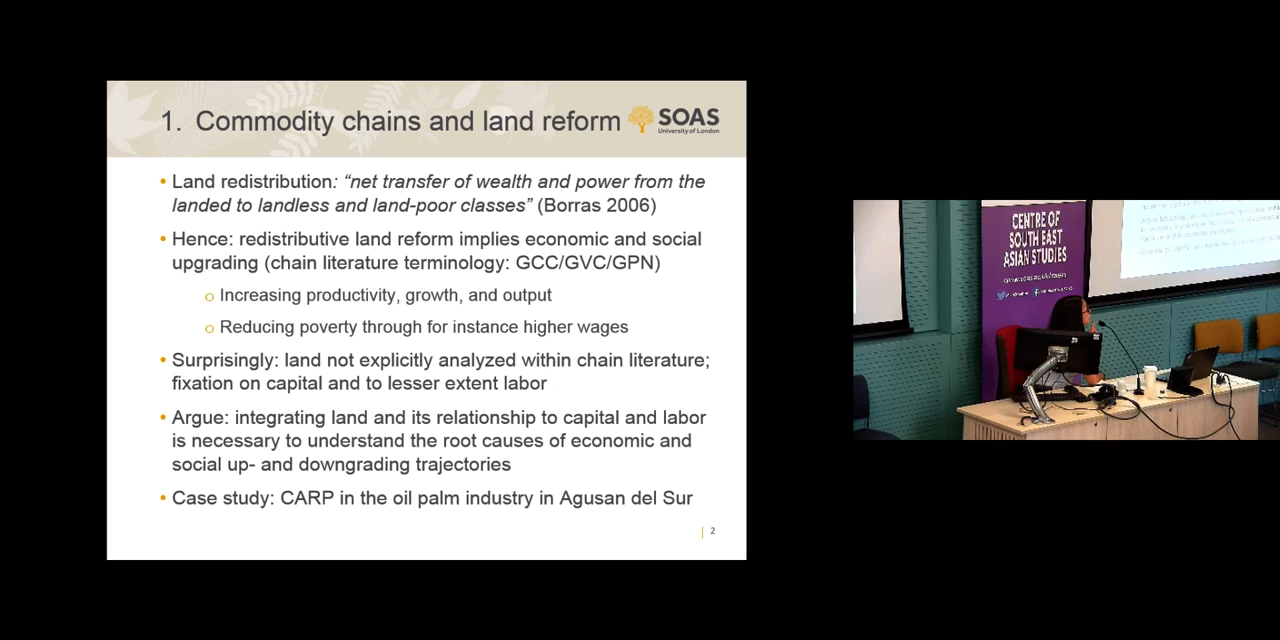 1. Commodity chains and land reform
SOAS
University of London
• Land redistribution: “net transfer of wealth and power from the
landed to landless and land-poor classes” (Borras 2006)
• Hence: redistributive land reform implies economic and social
upgrading (chain literature terminology: GCC/GVC/GPN)
o Increasing productivity, growth, and output
o Reducing poverty through for instance higher wages
• Surprisingly: land not explicitly analyzed within chain literature;
fixation on capital and to lesser extent labor
• Argue: integrating land and its relationship to capital and labor
is necessary to understand the root causes of economic and
social up- and downgrading trajectories
• Case study: CARP in the oil palm industry in Agusan del Sur
2
CENTRE OF
SOUTH EAST
ASIAN STUDIES